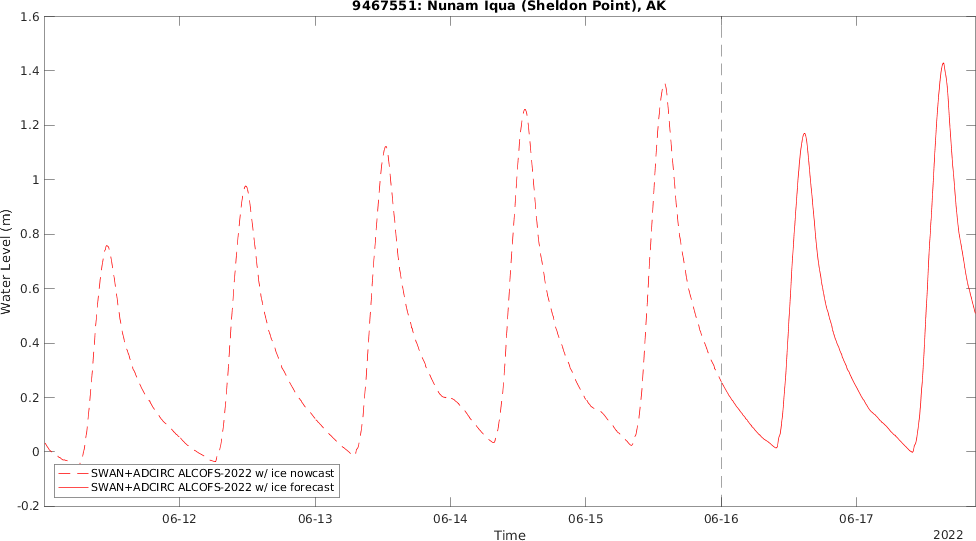 9467551: Nunam Iqua (Sheldon Point), AK
1.6
1.4
1.2
1
0.8
0.6
0.4
0.2
0
-0.2
Water Level (m)
SWAN+ADCIRC ALCOFS-2022 w/ ice nowcast
SWAN+ADCIRC ALCOFS-2022 w/ ice forecast
06-12 06-13 06-14 06-15 06-16 06-17
Time
2022